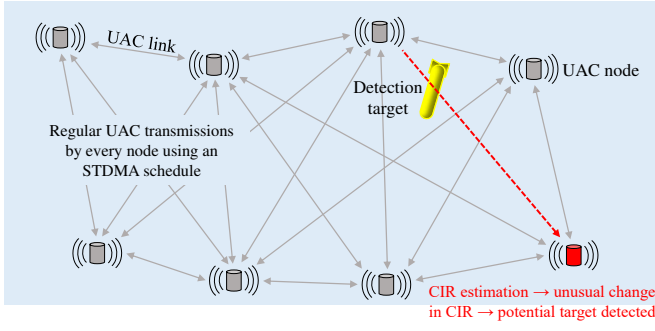 UAC link
Detection
target
UAC node
Regular UAC transmissions
by every node using an
STDMA schedule
CIR estimation → unusual change
in CIR → potential target detected